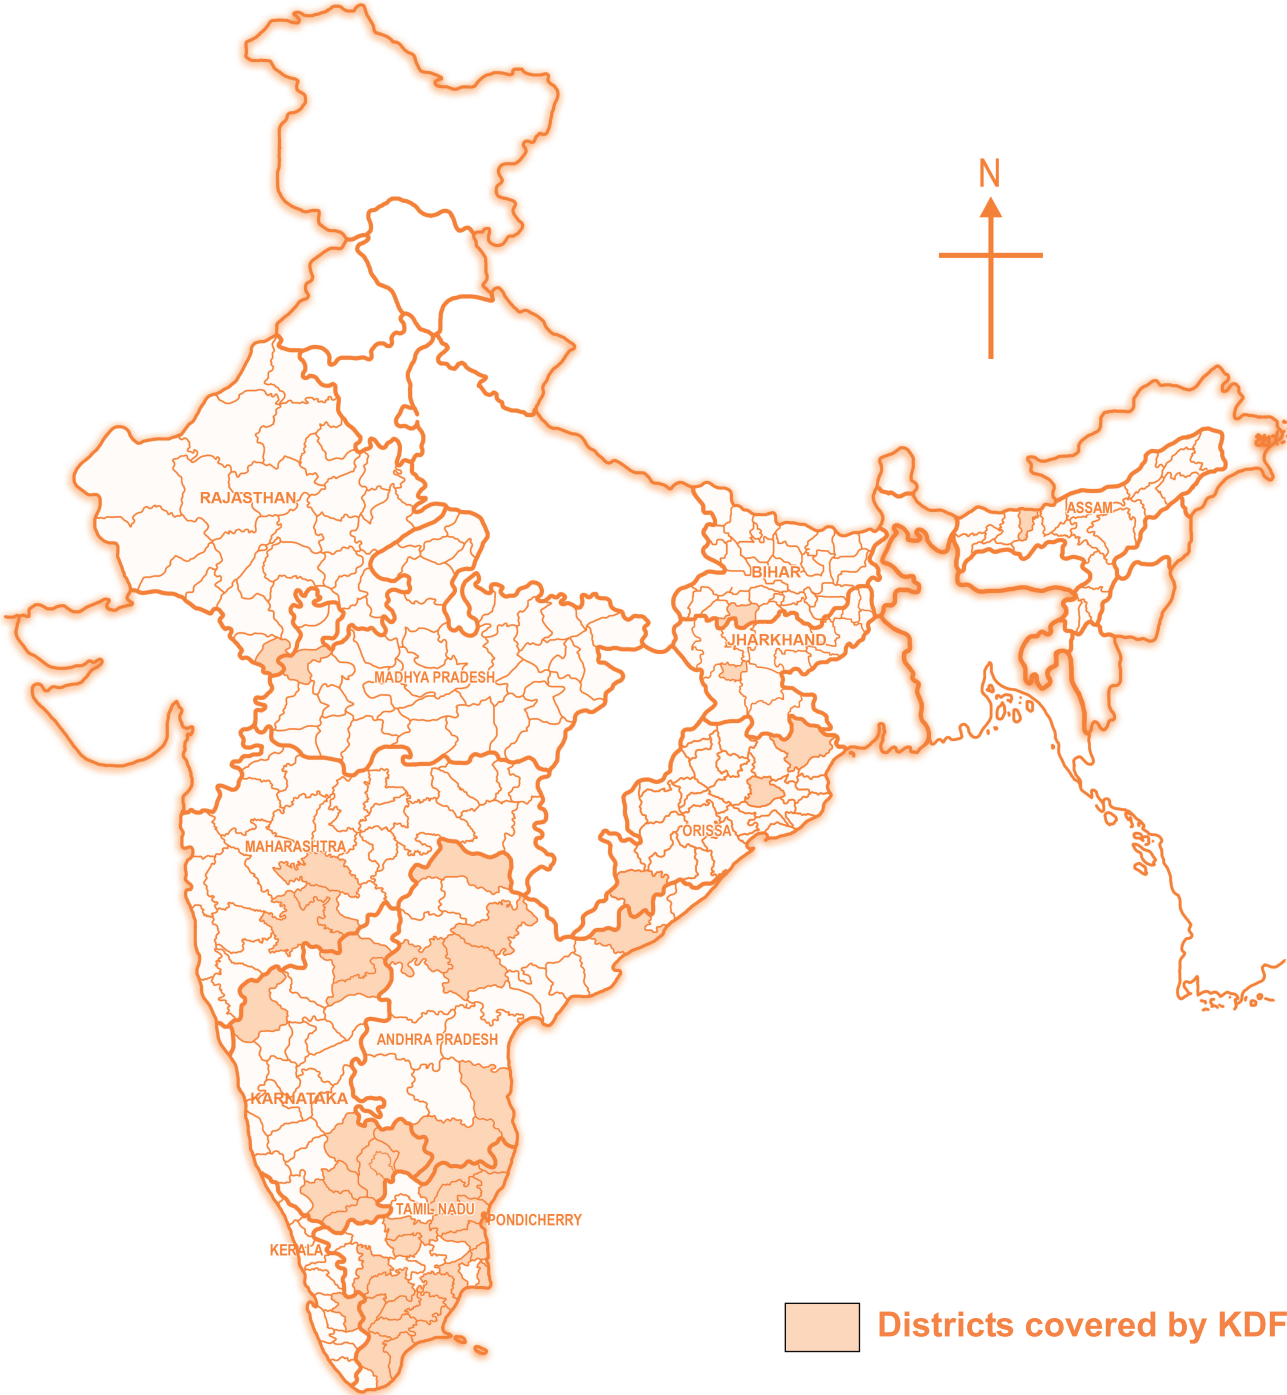 N
RAJASTHAN
ASSAM
BIHAR
JHARKHAND
MADHYA PRADESH
ORISSA
MAHARASHTRA
ANDHRA PRADESH
KARNATAKA
TAMIL NADU
PONDICHERRY
KERALA
Districts covered by KDF